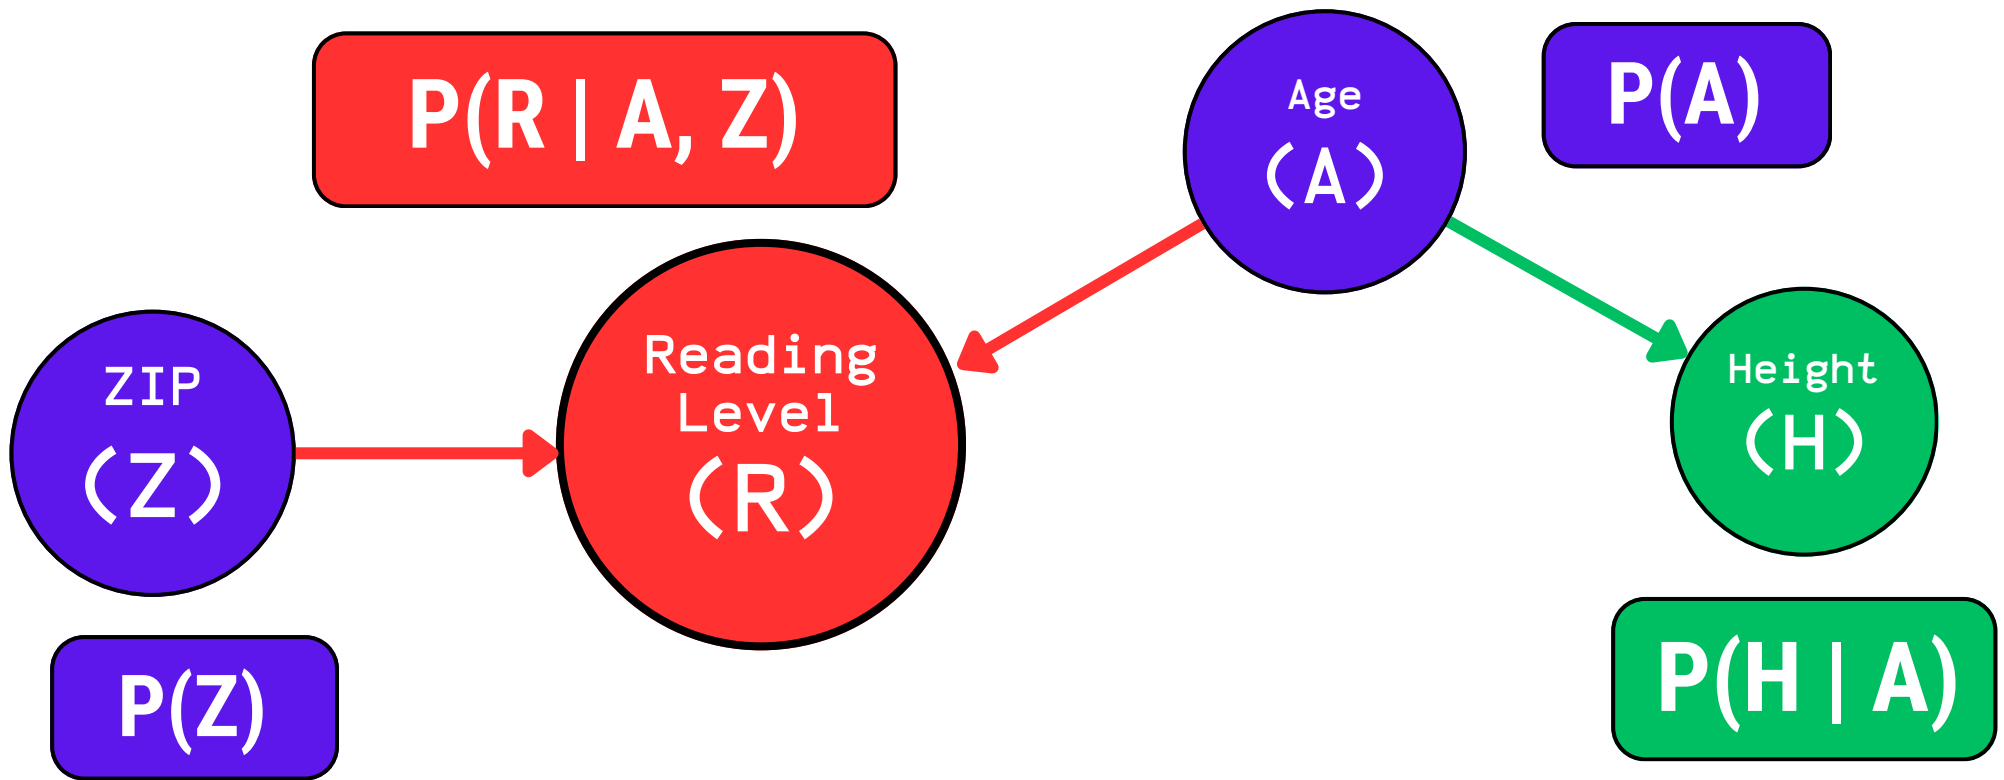 P(R | A, Z)
Age
(A)
P(A)
ZIP
(Z)
Reading
Level
(R)
Height
(H)
P(Z)
P(H | A)